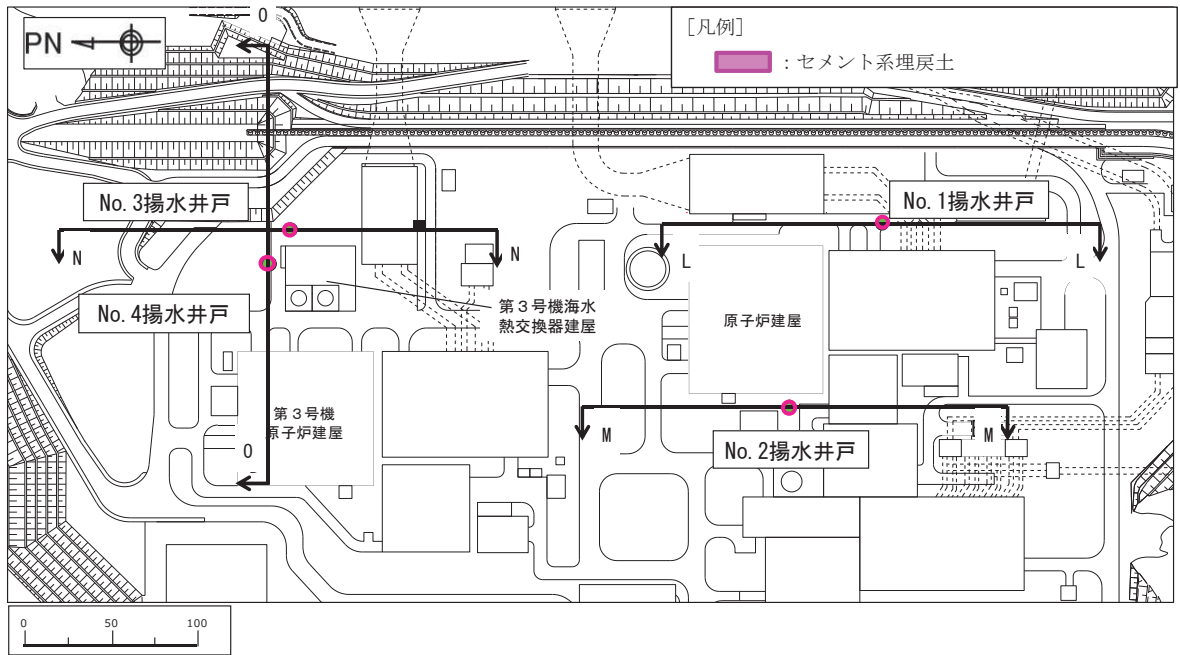 PN
O
[凡例]
：セメント系埋戻土
No.3揚水井戸
No.1揚水井戸
N
N
L
L
No.4揚水井戸
第３号機海水
熱交換器建屋
原子炉建屋
第３号機
原子炉建屋
O
M
M
No.2揚水井戸
0 50 100